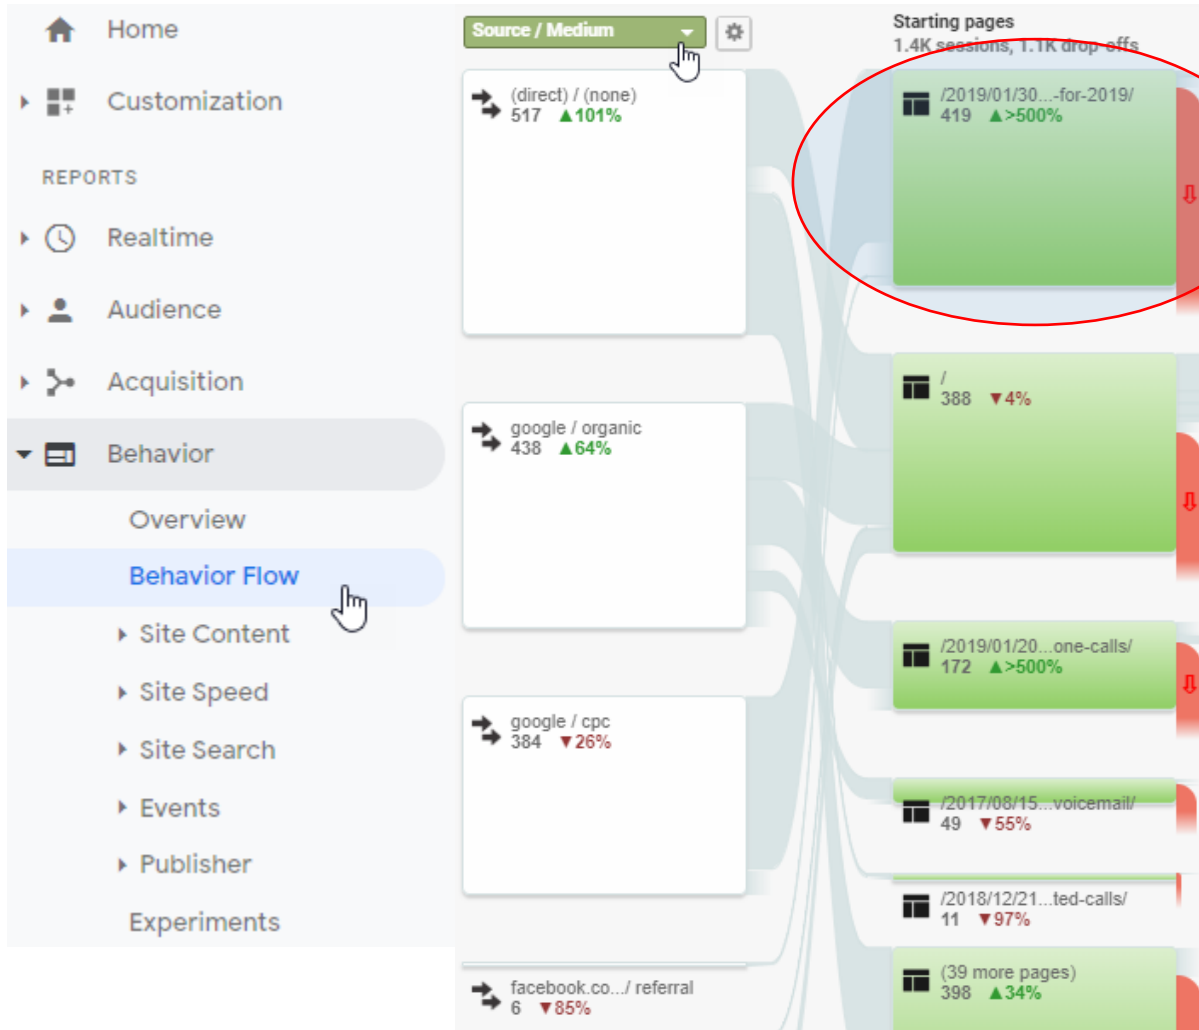 Home
Customization
REPORTS
Realtime
Audience
Acquisition
Behavior
Overview
Behavior Flow
Site Content
Site Speed
Site Search
Events
Publisher
Experiments
Source / Medium
(direct) / (none)
517 ▲101%
google / organic
438 ▲64%
google / cpc
384 ▼26%
facebook.co.../ referral
6 ▼85%
Starting pages
1.4K sessions, 1.1K drop-offs
/2019/01/30...-for-2019/
419 ▲>500%
/
388 ▼4%
/2019/01/20...one-calls/
172 ▲>500%
/2017/08/15...voicemail/
49 ▼55%
/2018/12/21...ted-calls/
11 ▼97%
(39 more pages)
398 ▲34%